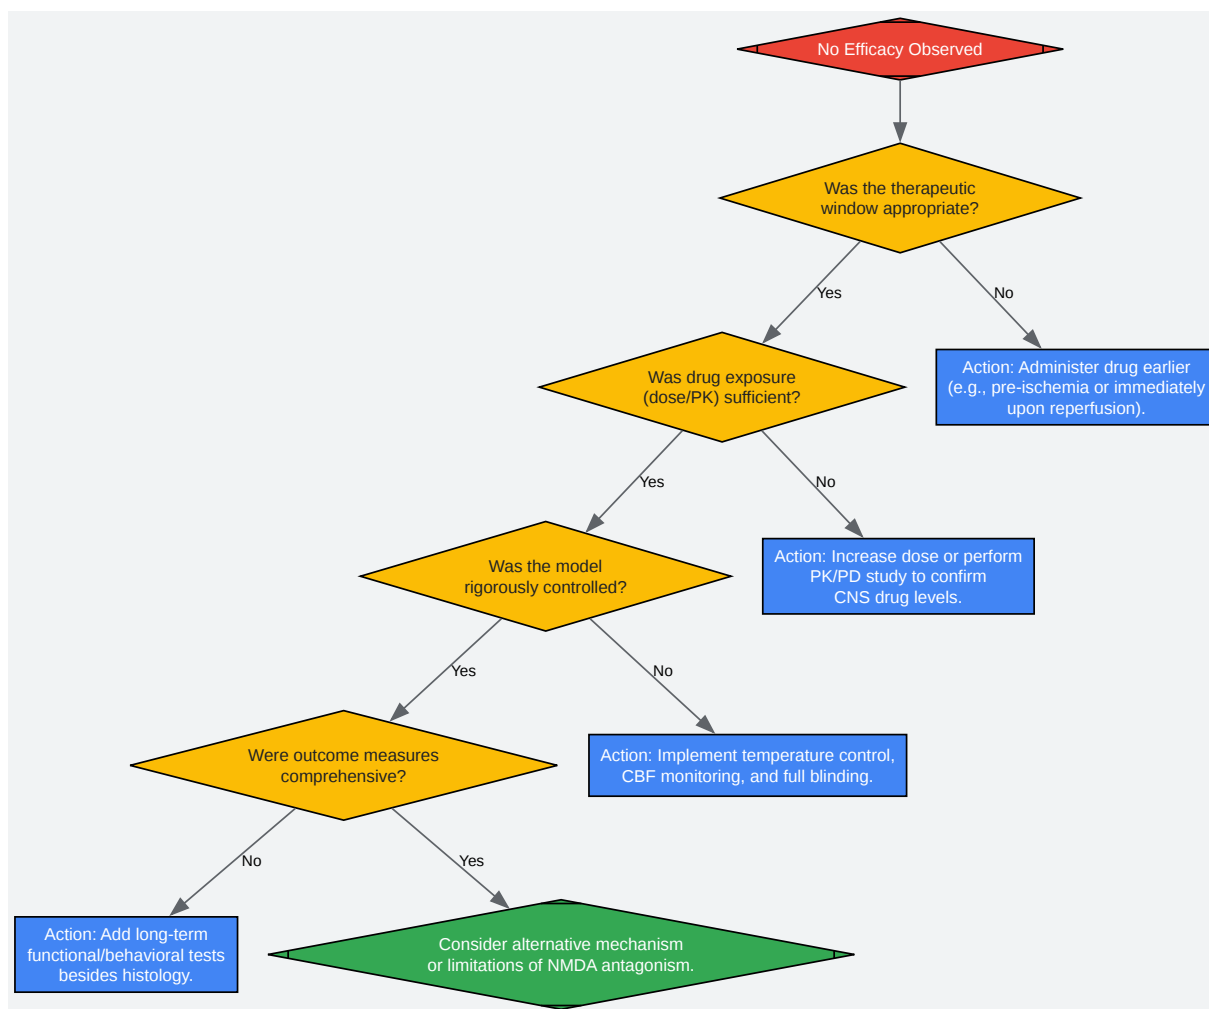 No Efficacy Observed
Was the therapeutic
window appropriate?
Yes
No
Was drug exposure
(dose/PK) sufficient?
Action: Administer drug earlier
(e.g., pre-ischemia or immediately
upon reperfusion).
Yes
No
Was the model
rigorously controlled?
Action: Increase dose or perform
PK/PD study to confirm
CNS drug levels.
Yes
No
Were outcome measures
comprehensive?
Action: Implement temperature control,
CBF monitoring, and full blinding.
No
Yes
Action: Add long-term
functional/behavioral tests
besides histology.
Consider alternative mechanism
or limitations of NMDA antagonism.